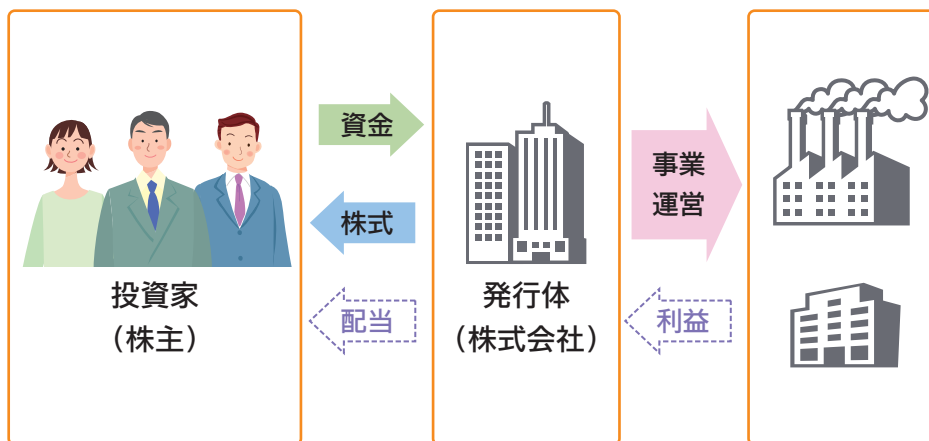 資金
株式
配当
投資家
（株主）
発行体
（株式会社）
事業
運営
利益